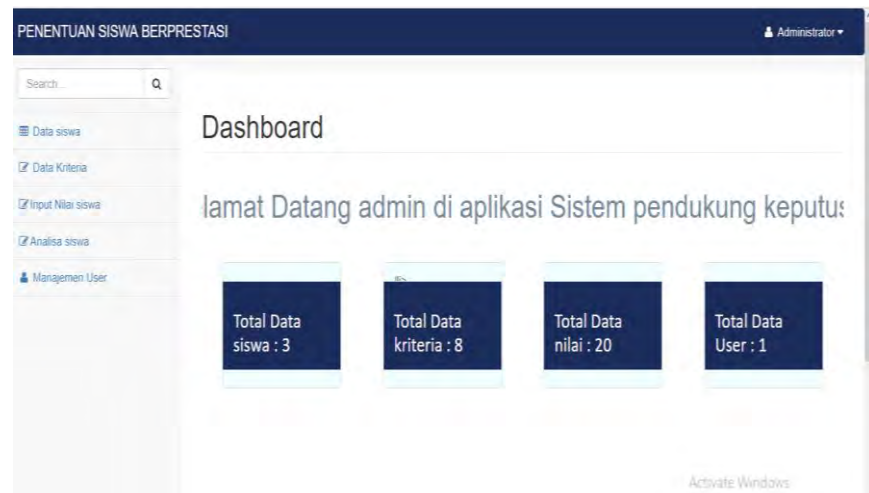 PENENTUAN SISWA BERPRESTASI
Administrator
Search...
Data siswa
Data Kriteria
Input Nilai siswa
Analisa siswa
Manajemen User
Dashboard
lamat Datang admin di aplikasi Sistem pendukung keputus
Total Data
siswa : 3
Total Data
kriteria : 8
Total Data
nilai : 20
Total Data
User : 1
Activate Windows